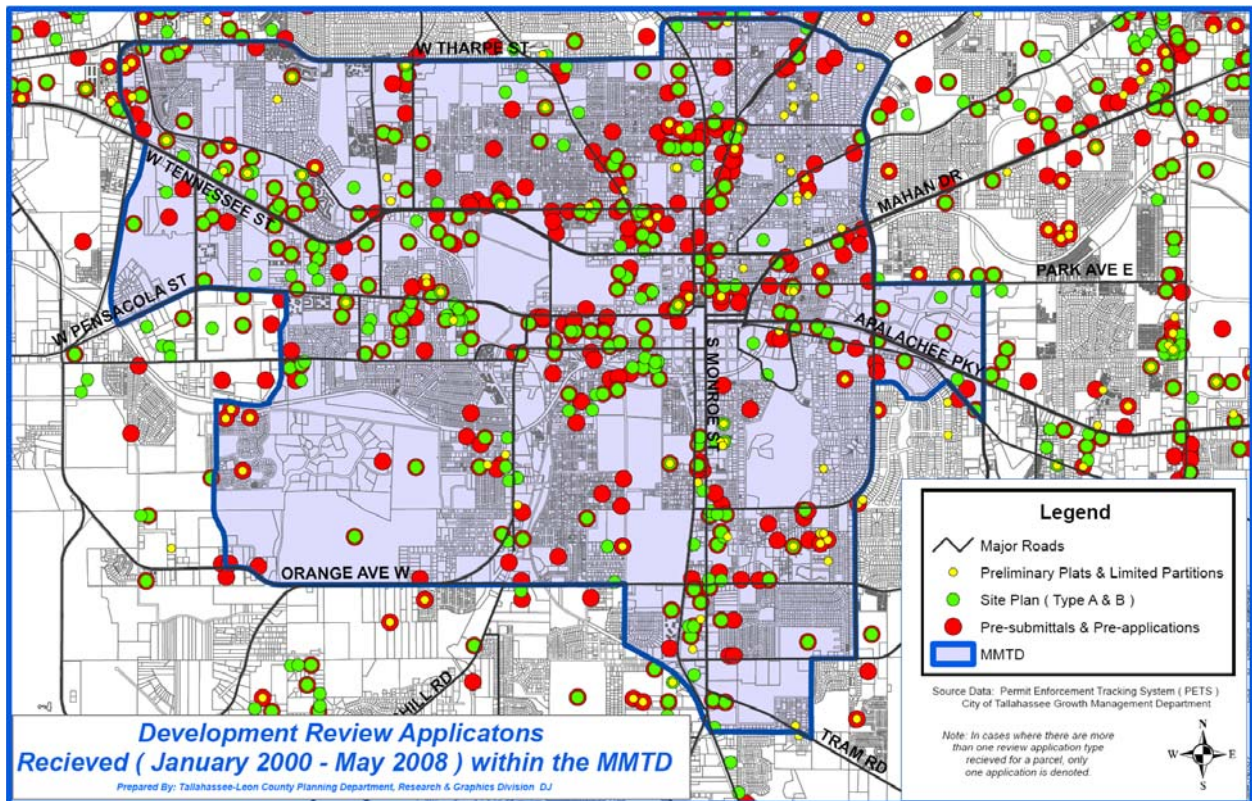 W THARPE ST
W TENNESSEE ST
MAHAN DR
PARK AVE E
W PENSACOLA ST
APALACHEE PKY
S MONROE ST
ORANGE AVE W
HILL RD
TRAM RD
Legend
Major Roads
Preliminary Plats & Limited Partitions
Site Plan ( Type A & B )
Pre-submittals & Pre-applications
MMTD
Source Data: Permit Enforcement Tracking System ( PETS )
City of Tallahassee Growth Management Department
Note: In cases where there are more
than one review application type
recieved for a parcel, only
one application is denoted.
N
W E
S
Development Review Applicatons
Recieved ( January 2000 - May 2008 ) within the MMTD
Prepared By: Tallahassee-Leon County Planning Department, Research & Graphics Division DJ